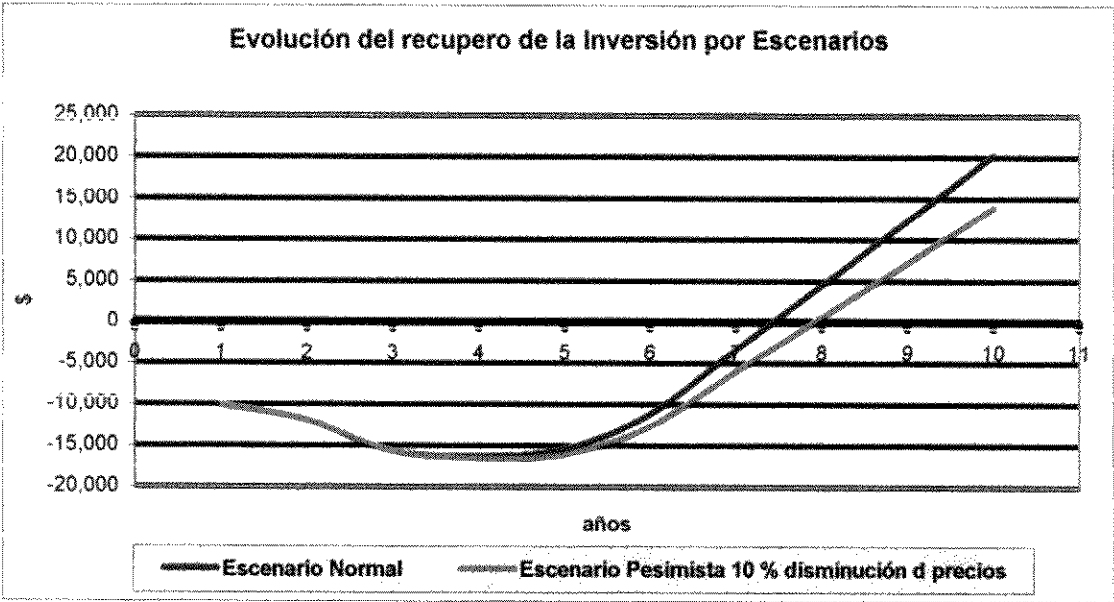 Evolución del recupero de la Inversión por Escenarios
25,000
20,000
15,000
10,000
5,000
0
-5,000
-10,000
-15,000
-20,000
$
0 1 2 3 4 5 6 7 8 9 10 11
años
Escenario Normal
Escenario Pesimista 10 % disminución d precios